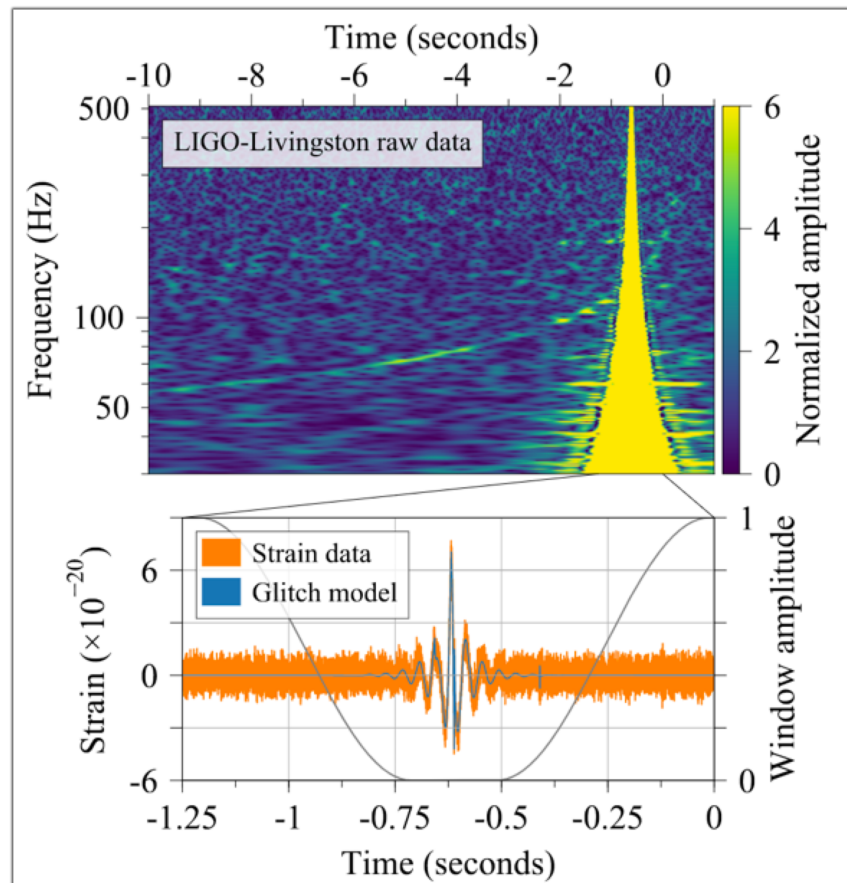 Time (seconds)
-10 -8 -6 -4 -2 0
500
100
50
Frequency (Hz)
LIGO-Livingston raw data
6
4
2
0
Normalized amplitude
Strain data
Glitch model
6
0
-6
Strain (×10⁻²⁰)
1
0
Window amplitude
-1.25 -1 -0.75 -0.5 -0.25 0
Time (seconds)